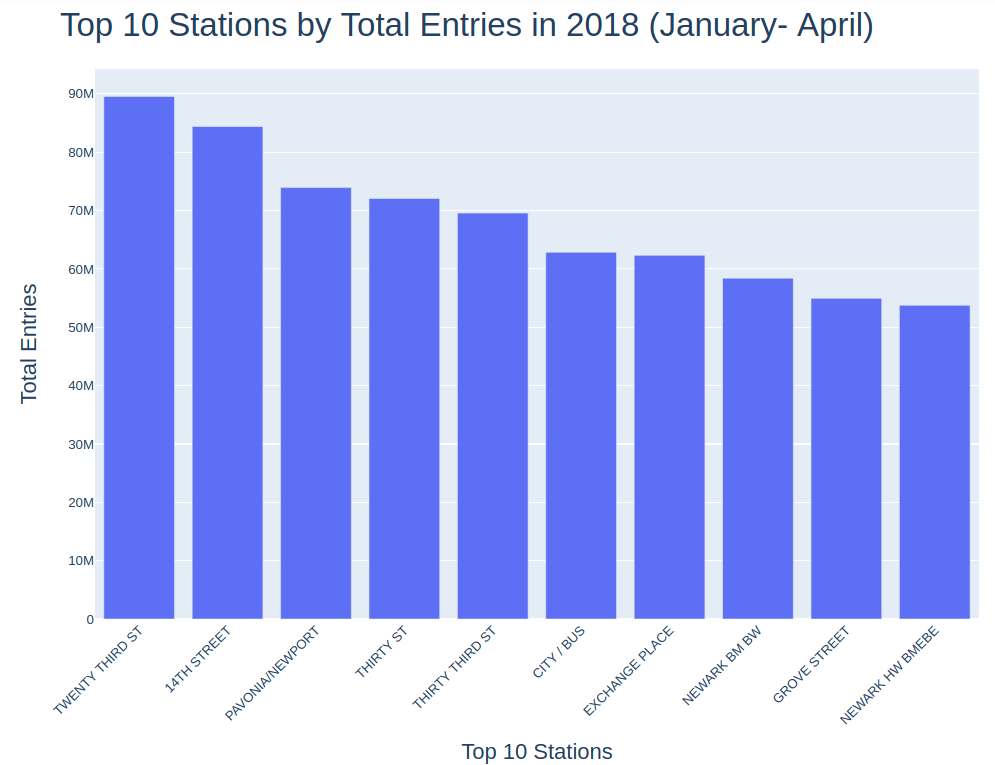 Top 10 Stations by Total Entries in 2018 (January- April)
90M
80M
70M
60M
50M
40M
30M
20M
10M
0
Total Entries
TWENTY THIRD ST
14TH STREET
PAVONIA/NEWPORT
THIRTY ST
THIRTY THIRD ST
CITY / BUS
EXCHANGE PLACE
NEWARK BM BW
GROVE STREET
NEWARK HW BMEBE
Top 10 Stations